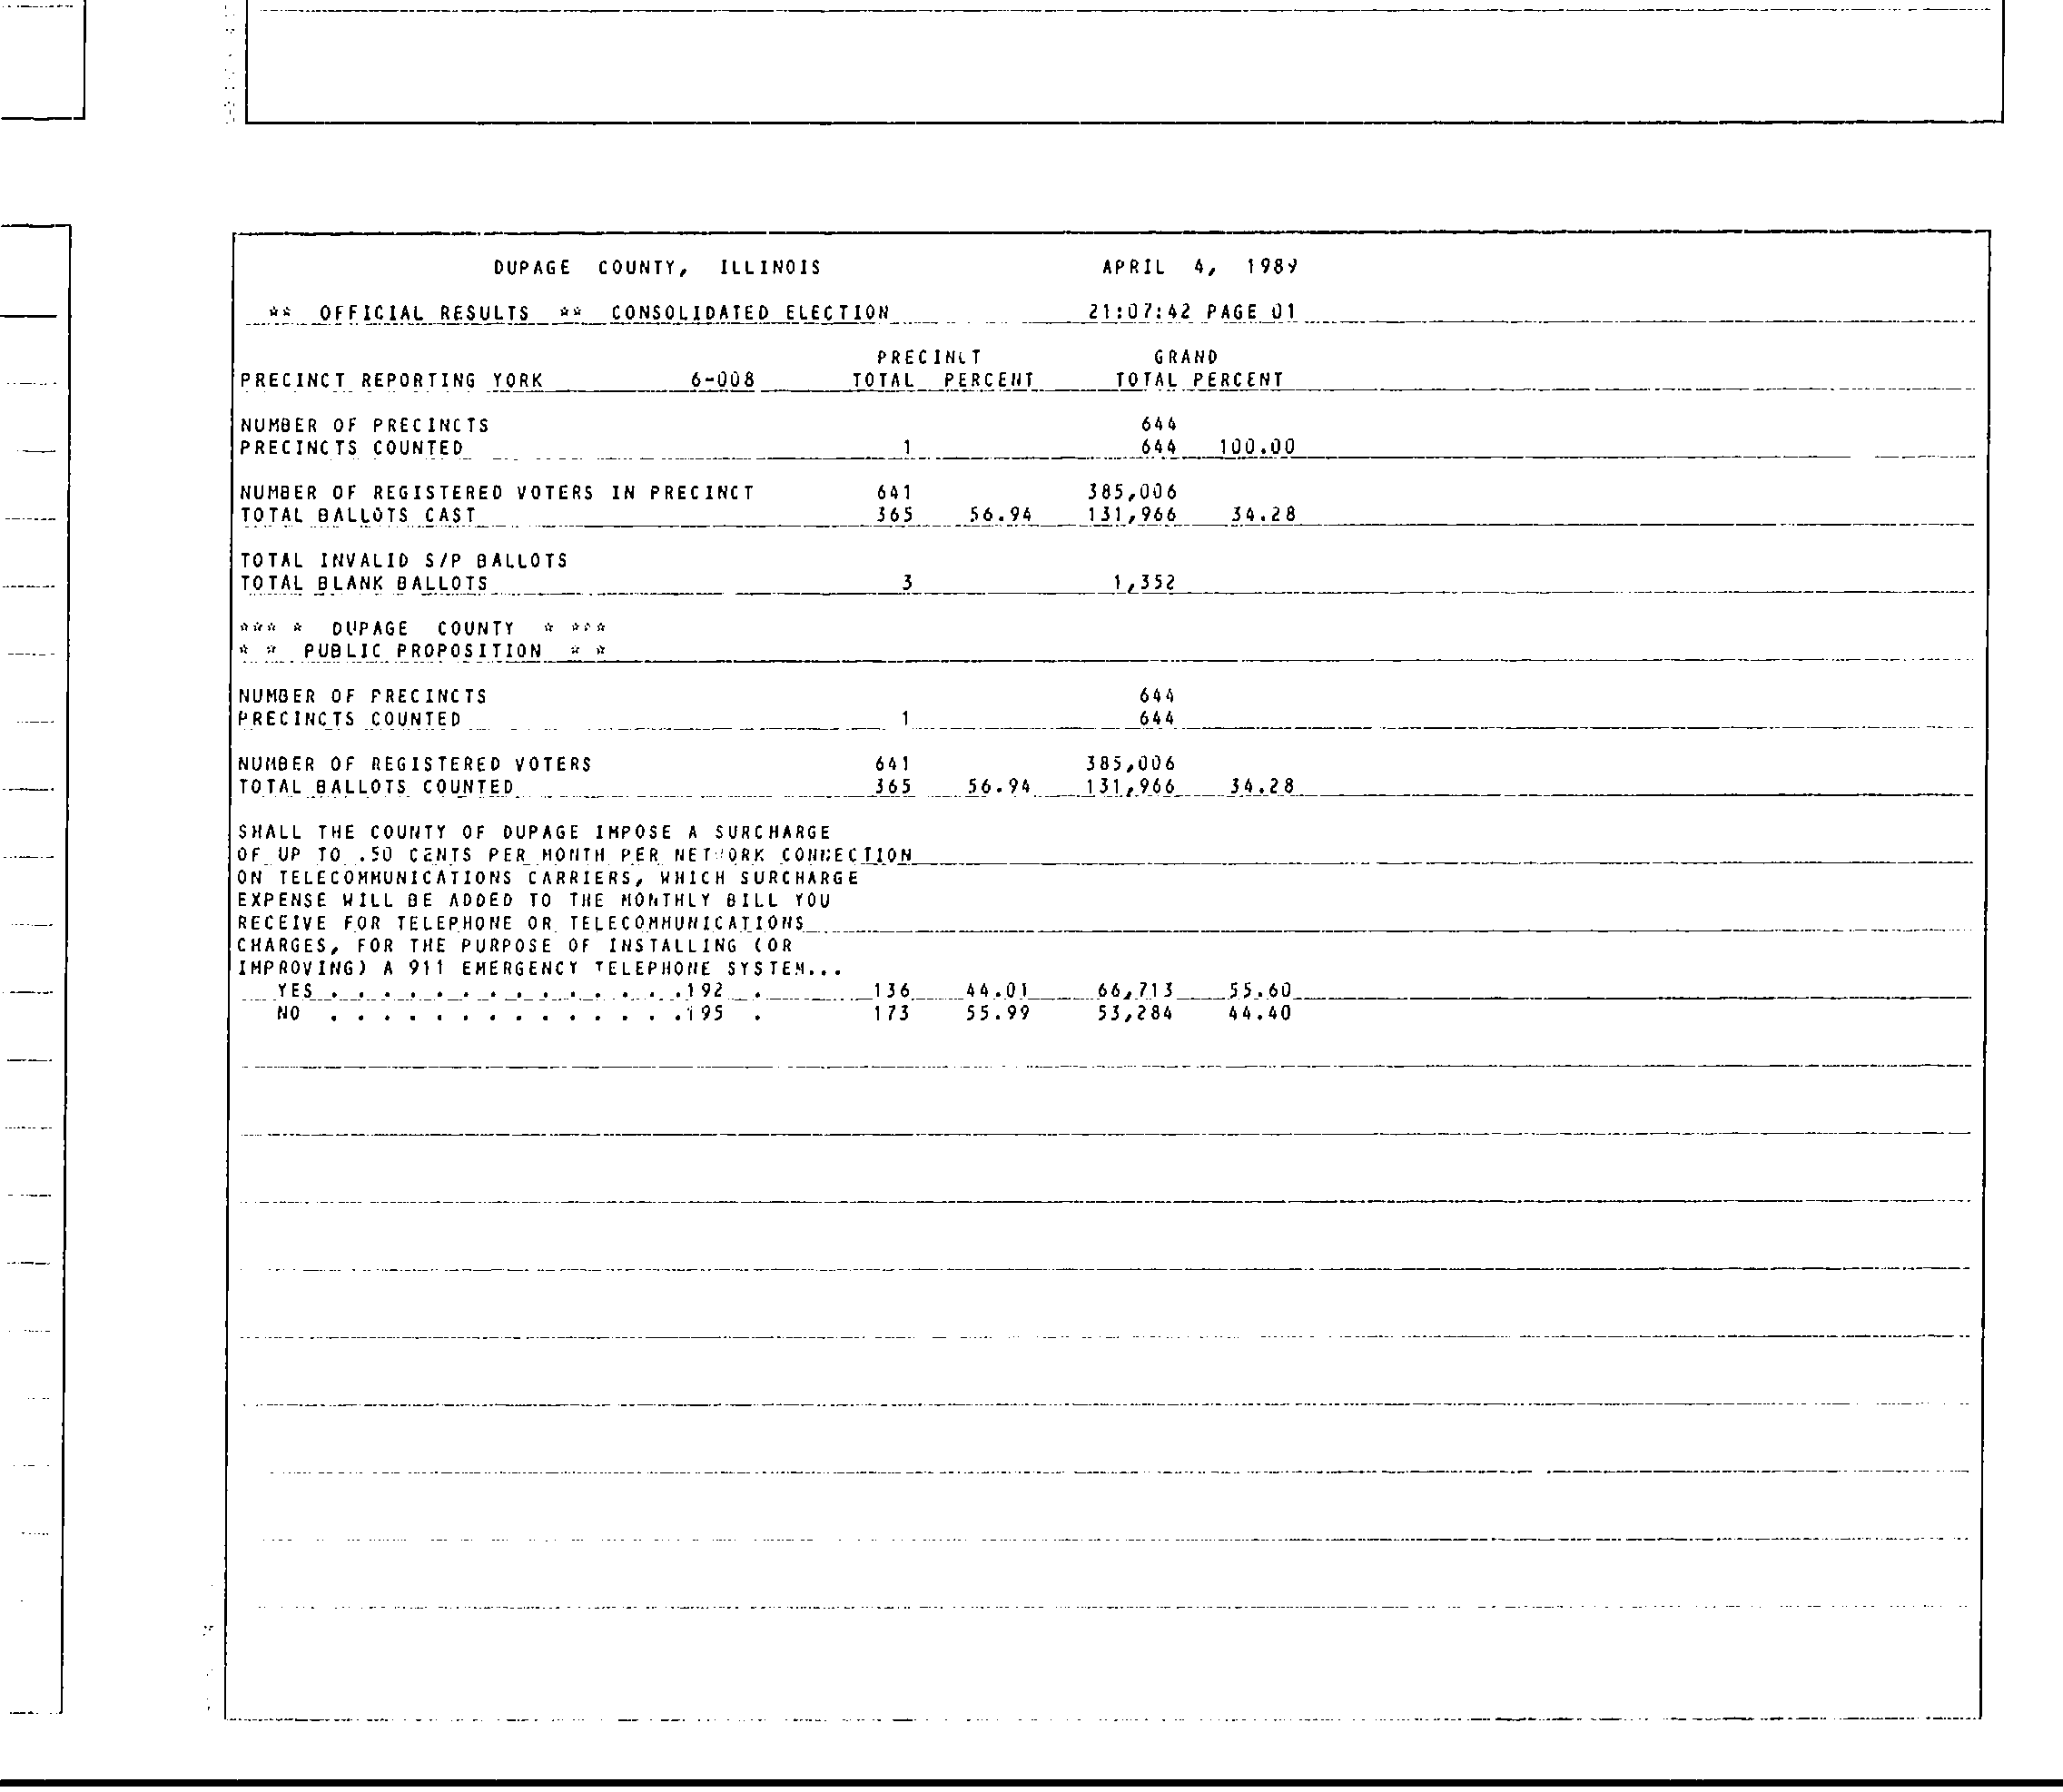 DUPAGE COUNTY, ILLINOIS APRIL 4, 1989
** OFFICIAL RESULTS ** CONSOLIDATED ELECTION 21:07:42 PAGE 01
PRECINCT GRAND
PRECINCT REPORTING YORK 6-008 TOTAL PERCENT TOTAL PERCENT
NUMBER OF PRECINCTS 644
PRECINCTS COUNTED 1 644 100.00
NUMBER OF REGISTERED VOTERS IN PRECINCT 641 385,006
TOTAL BALLOTS CAST 365 56.94 131,966 34.28
TOTAL INVALID S/P BALLOTS
TOTAL BLANK BALLOTS 3 1,352
*** * DUPAGE COUNTY * ***
* * PUBLIC PROPOSITION * *
NUMBER OF PRECINCTS 644
PRECINCTS COUNTED 1 644
NUMBER OF REGISTERED VOTERS 641 385,006
TOTAL BALLOTS COUNTED 365 56.94 131,966 34.28
SHALL THE COUNTY OF DUPAGE IMPOSE A SURCHARGE
OF UP TO .50 CENTS PER MONTH PER NETWORK CONNECTION
ON TELECOMMUNICATIONS CARRIERS, WHICH SURCHARGE
EXPENSE WILL BE ADDED TO THE MONTHLY BILL YOU
RECEIVE FOR TELEPHONE OR TELECOMMUNICATIONS
CHARGES, FOR THE PURPOSE OF INSTALLING (OR
IMPROVING) A 911 EMERGENCY TELEPHONE SYSTEM...
YES . . . . . . . . . . . . . .192 . 136 44.01 66,713 55.60
NO . . . . . . . . . . . . . .195 . 173 55.99 53,284 44.40